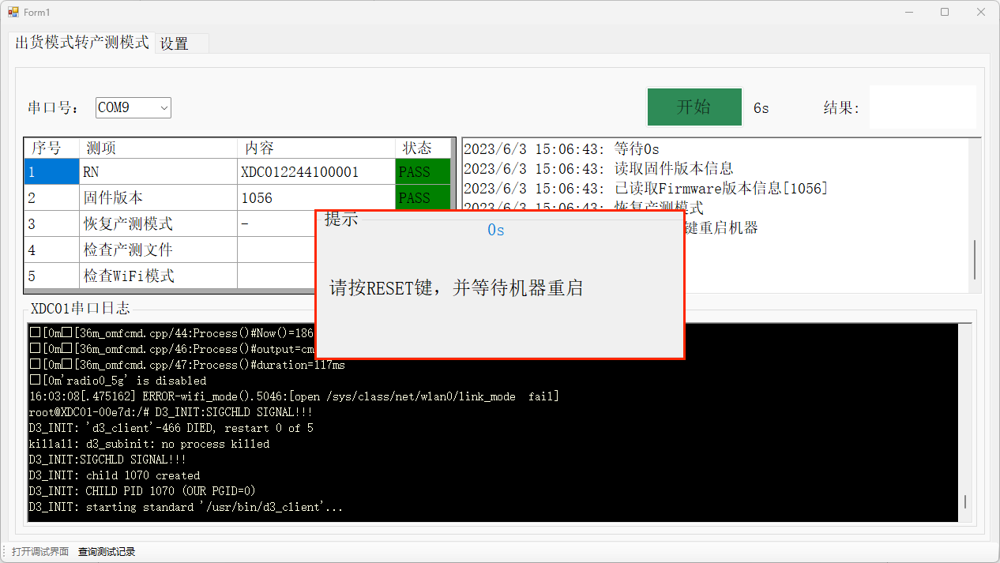 Form1
出货模式转产测模式 设置
串口号: COM9 开始 6s 结果:
序号 测项 内容 状态
1 RN XDC012244100001 PASS
2 固件版本 1056 PASS
3 恢复产测模式 -
4 检查产测文件
5 检查WiFi模式
2023/6/3 15:06:43: 等待0s
2023/6/3 15:06:43: 读取固件版本信息
2023/6/3 15:06:43: 已读取Firmware版本信息[1056]
2023/6/3 15:06:43: 恢复产测模式
键重启机器
提示
0s
请按RESET键，并等待机器重启
XDC01串口日志
□[0m□[36m_omfcmd.cpp/44:Process()#Now()=186
□[0m□[36m_omfcmd.cpp/46:Process()#output=cm
□[0m□[36m_omfcmd.cpp/47:Process()#duration=117ms
□[0m'radio0_5g' is disabled
16:03:08[.475162] ERROR-wifi_mode().5046:[open /sys/class/net/wlan0/link_mode  fail]
root@XDC01-00e7d:/# D3_INIT:SIGCHLD SIGNAL!!!
D3_INIT: 'd3_client'-466 DIED, restart 0 of 5
killall: d3_subinit: no process killed
D3_INIT:SIGCHLD SIGNAL!!!
D3_INIT: child 1070 created
D3_INIT: CHILD PID 1070 (OUR PGID=0)
D3_INIT: starting standard '/usr/bin/d3_client'...
打开调试界面 查询测试记录